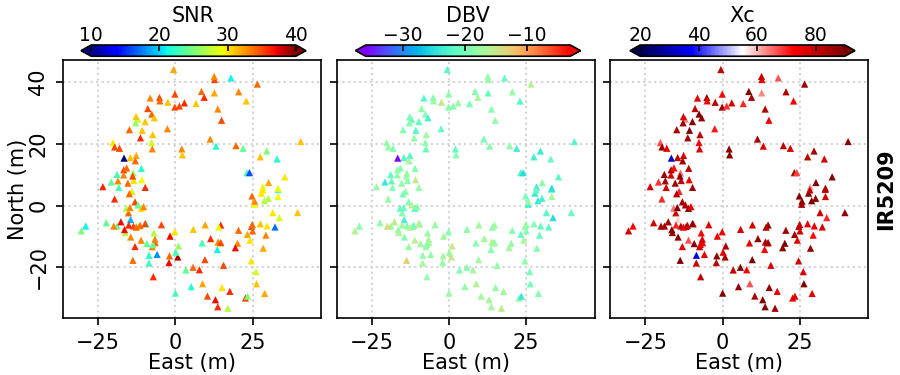 SNR DBV Xc
10 20 30 40 −30 −20 −10 20 40 60 80
40
20
0
−20
North (m)
IR5209
−25 0 25 −25 0 25 −25 0 25
East (m) East (m) East (m)